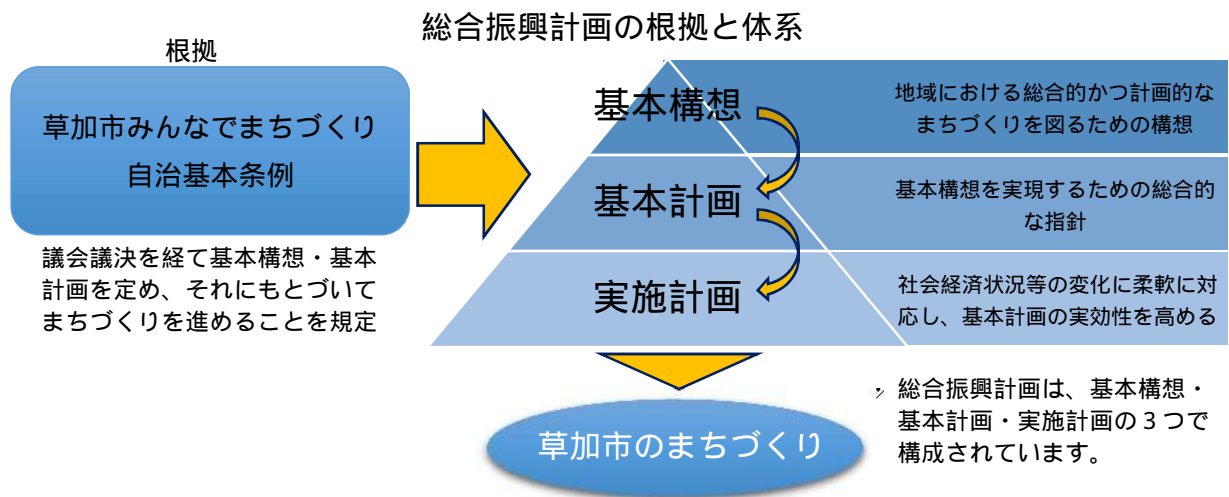 総合振興計画の根拠と体系
根拠
草加市みんなでまちづくり
自治基本条例
議会議決を経て基本構想・基本
計画を定め、それにもとづいて
まちづくりを進めることを規定
基本構想
地域における総合的かつ計画的な
まちづくりを図るための構想
基本計画
基本構想を実現するための総合的
な指針
実施計画
社会経済状況等の変化に柔軟に対
応し、基本計画の実効性を高める
草加市のまちづくり
総合振興計画は、基本構想・
基本計画・実施計画の３つで
構成されています。